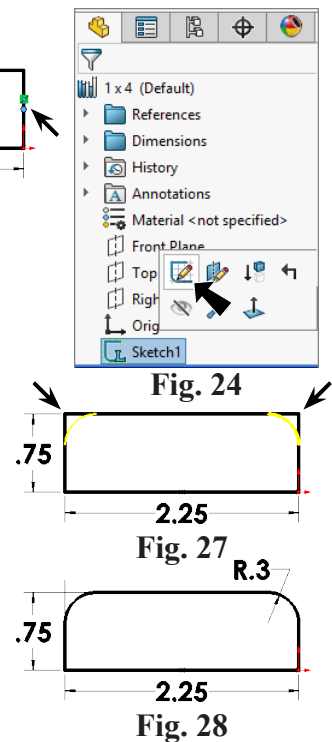 1 x 4 (Default)
References
Dimensions
History
Annotations
Material <not specified>
Front Plane
Top
Righ
Orig
Sketch1
Fig. 24
.75
2.25
Fig. 27
R.3
.75
2.25
Fig. 28